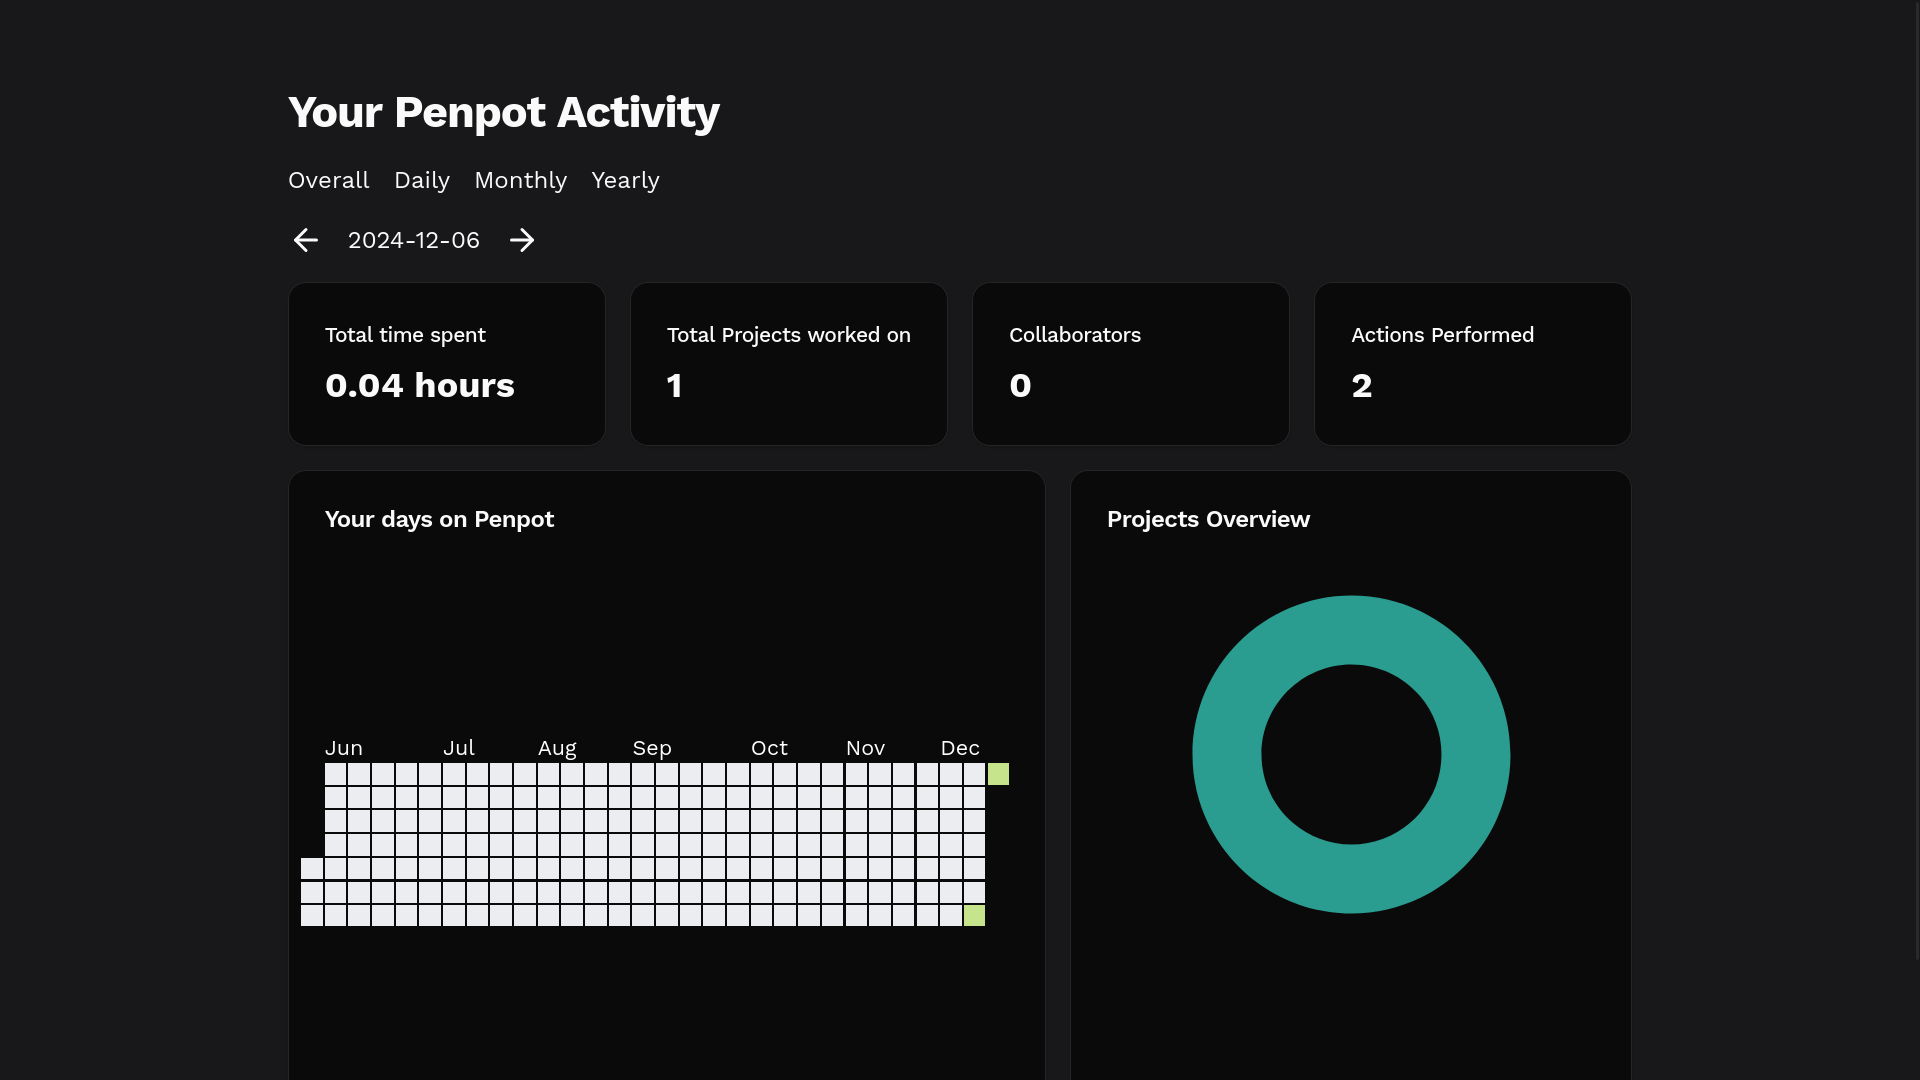 Your Penpot Activity
Overall Daily Monthly Yearly
2024-12-06
Total time spent
0.04 hours
Total Projects worked on
1
Collaborators
0
Actions Performed
2
Your days on Penpot
Jun Jul Aug Sep Oct Nov Dec
Projects Overview